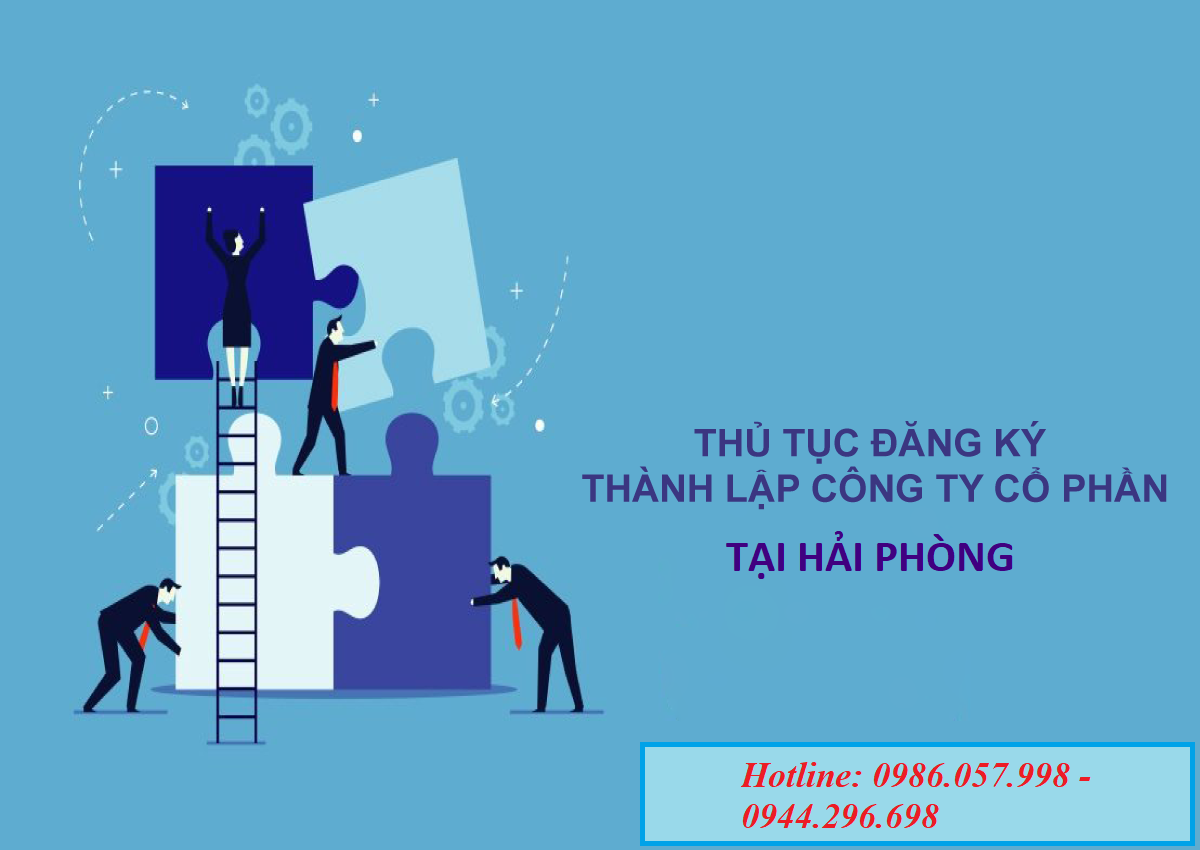 THỦ TỤC ĐĂNG KÝ
THÀNH LẬP CÔNG TY CỔ PHẦN
TẠI HẢI PHÒNG
Hotline: 0986.057.998 -
0944.296.698